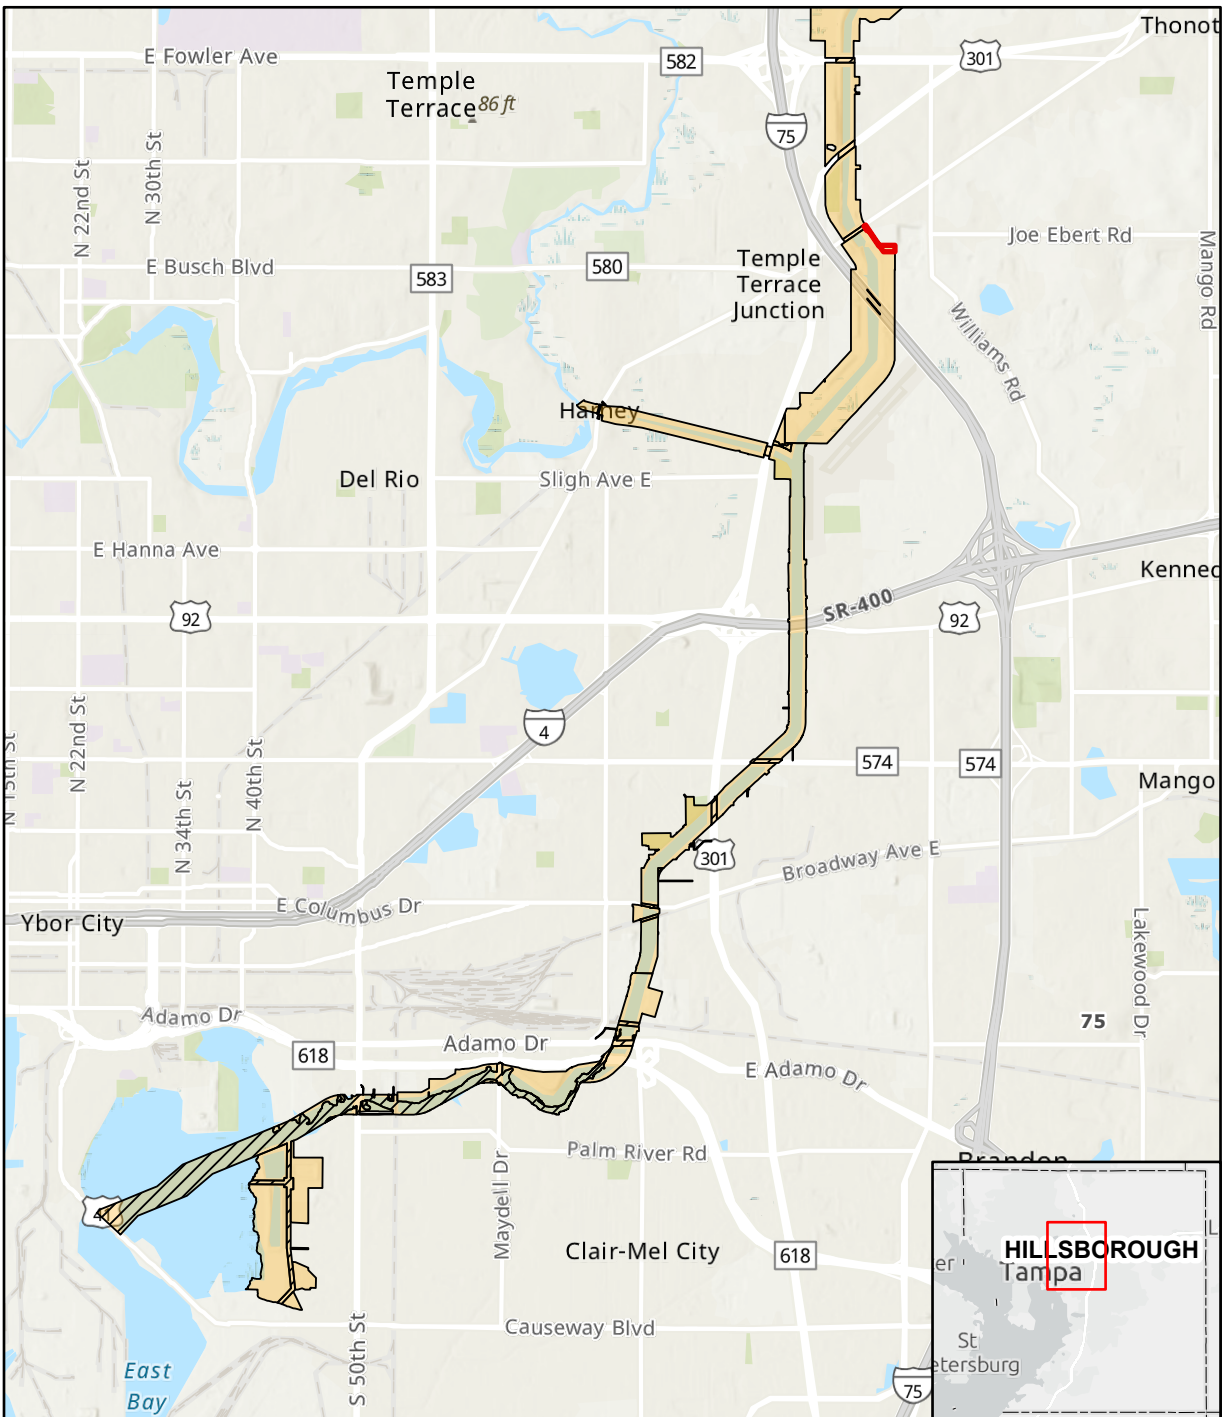 Thonot
E Fowler Ave
582
301
Temple
Terrace
86 ft
75
N 30th St
N 22nd St
Joe Ebert Rd
Mango Rd
E Busch Blvd
583
580
Temple
Terrace
Junction
Williams Rd
Harney
Del Rio
Sligh Ave E
E Hanna Ave
Kenned
92
SR-400
92
N 22nd St
4
N 15th St
N 40th St
574
574
Mango
N 34th St
301
Broadway Ave E
E Columbus Dr
Ybor City
Lakewood Dr
Adamo Dr
75
618
Adamo Dr
E Adamo Dr
Palm River Rd
Brandon
Maydell Dr
Clair-Mel City
618
HILLSBOROUGH
Tampa
er
L
S 50th St
Causeway Blvd
St
etersburg
East
Bay
75